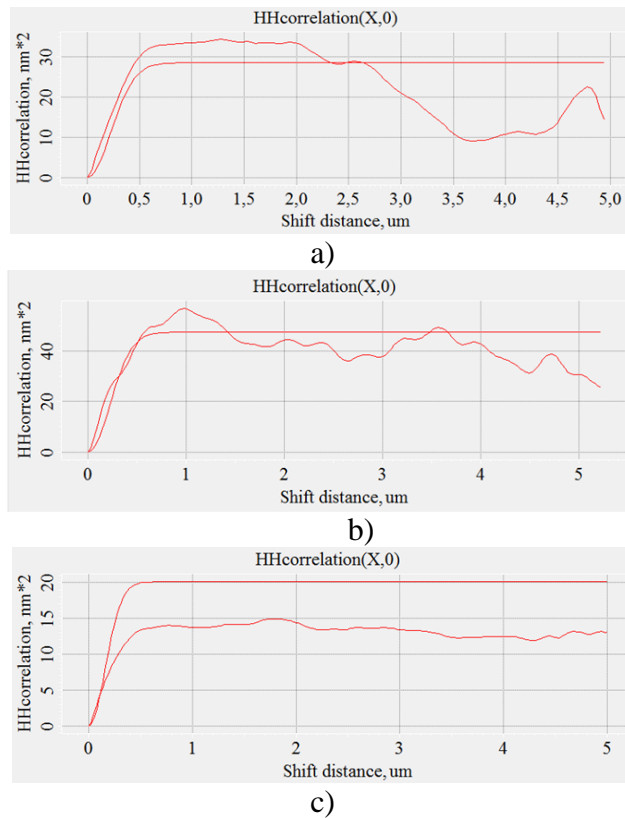 HHcorrelation(X,0)
HHcorrelation, nm*2
30
20
10
0
0 0,5 1,0 1,5 2,0 2,5 3,0 3,5 4,0 4,5 5,0
Shift distance, um
a)
HHcorrelation(X,0)
HHcorrelation, nm*2
40
20
0
0 1 2 3 4 5
Shift distance, um
b)
HHcorrelation(X,0)
HHcorrelation, nm*2
20
15
10
5
0
0 1 2 3 4 5
Shift distance, um
c)